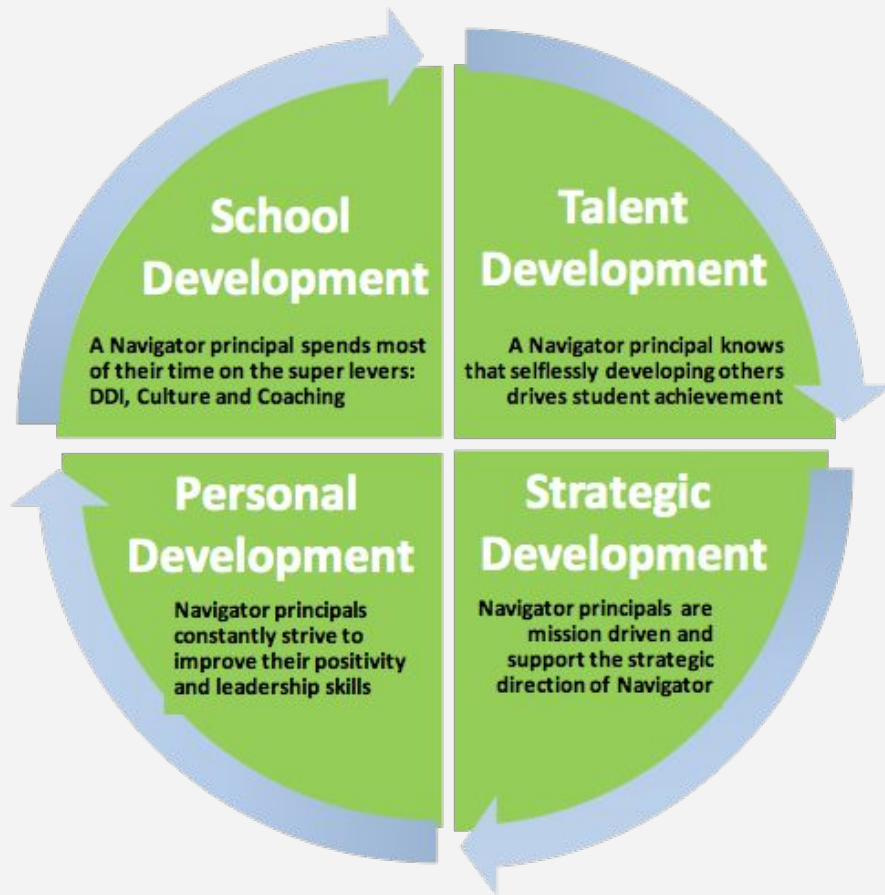 School
Development
A Navigator principal spends most
of their time on the super levers:
DDI, Culture and Coaching
Talent
Development
A Navigator principal knows
that selflessly developing others
drives student achievement
Personal
Development
Navigator principals
constantly strive to
improve their positivity
and leadership skills
Strategic
Development
Navigator principals are
mission driven and
support the strategic
direction of Navigator